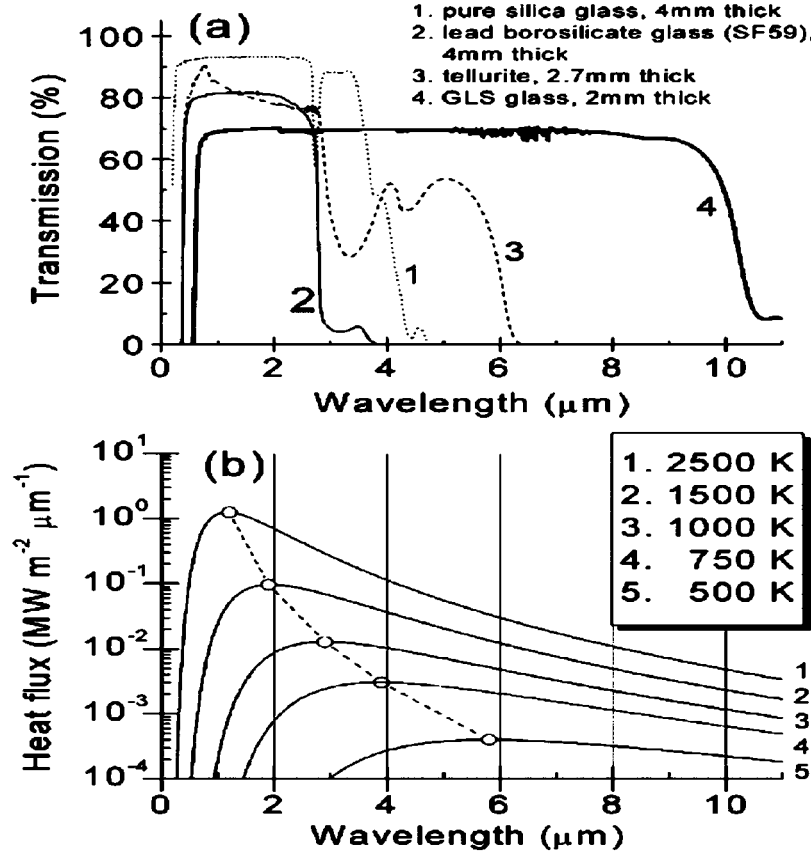 (a)
1. pure silica glass, 4mm thick
2. lead borosilicate glass (SF59),
4mm thick
3. tellurite, 2.7mm thick
4. GLS glass, 2mm thick
Transmission (%)
100
80
60
40
20
0
2
1
3
4
0 2 4 6 8 10
Wavelength (μm)
(b)
1. 2500 K
2. 1500 K
3. 1000 K
4. 750 K
5. 500 K
Heat flux (MW m⁻² μm⁻¹)
10¹
10⁰
10⁻¹
10⁻²
10⁻³
10⁻⁴
1
2
3
4
5
0 2 4 6 8 10
Wavelength (μm)